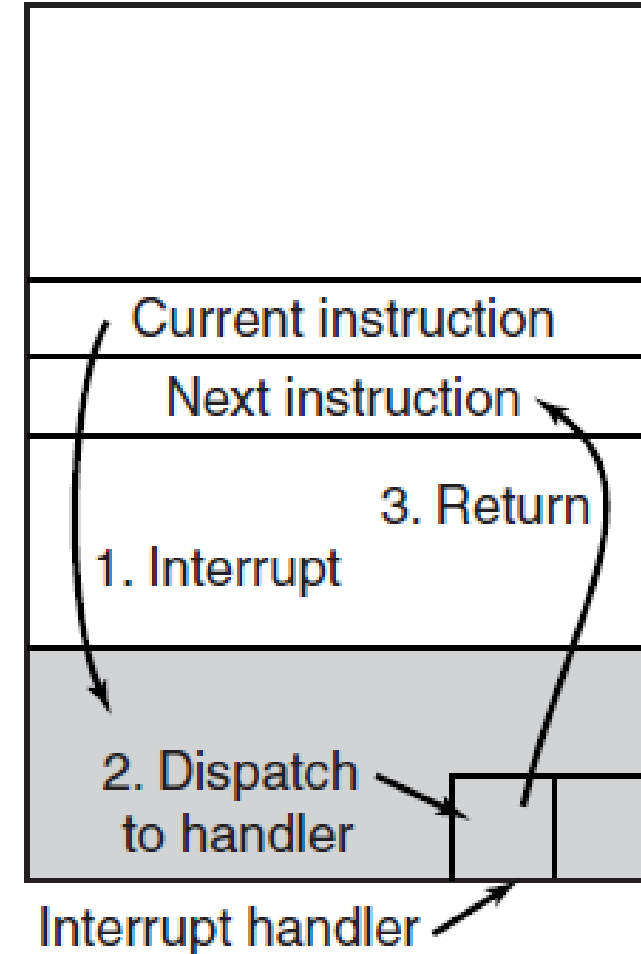 Current instruction
Next instruction
3. Return
1. Interrupt
2. Dispatch
to handler
Interrupt handler